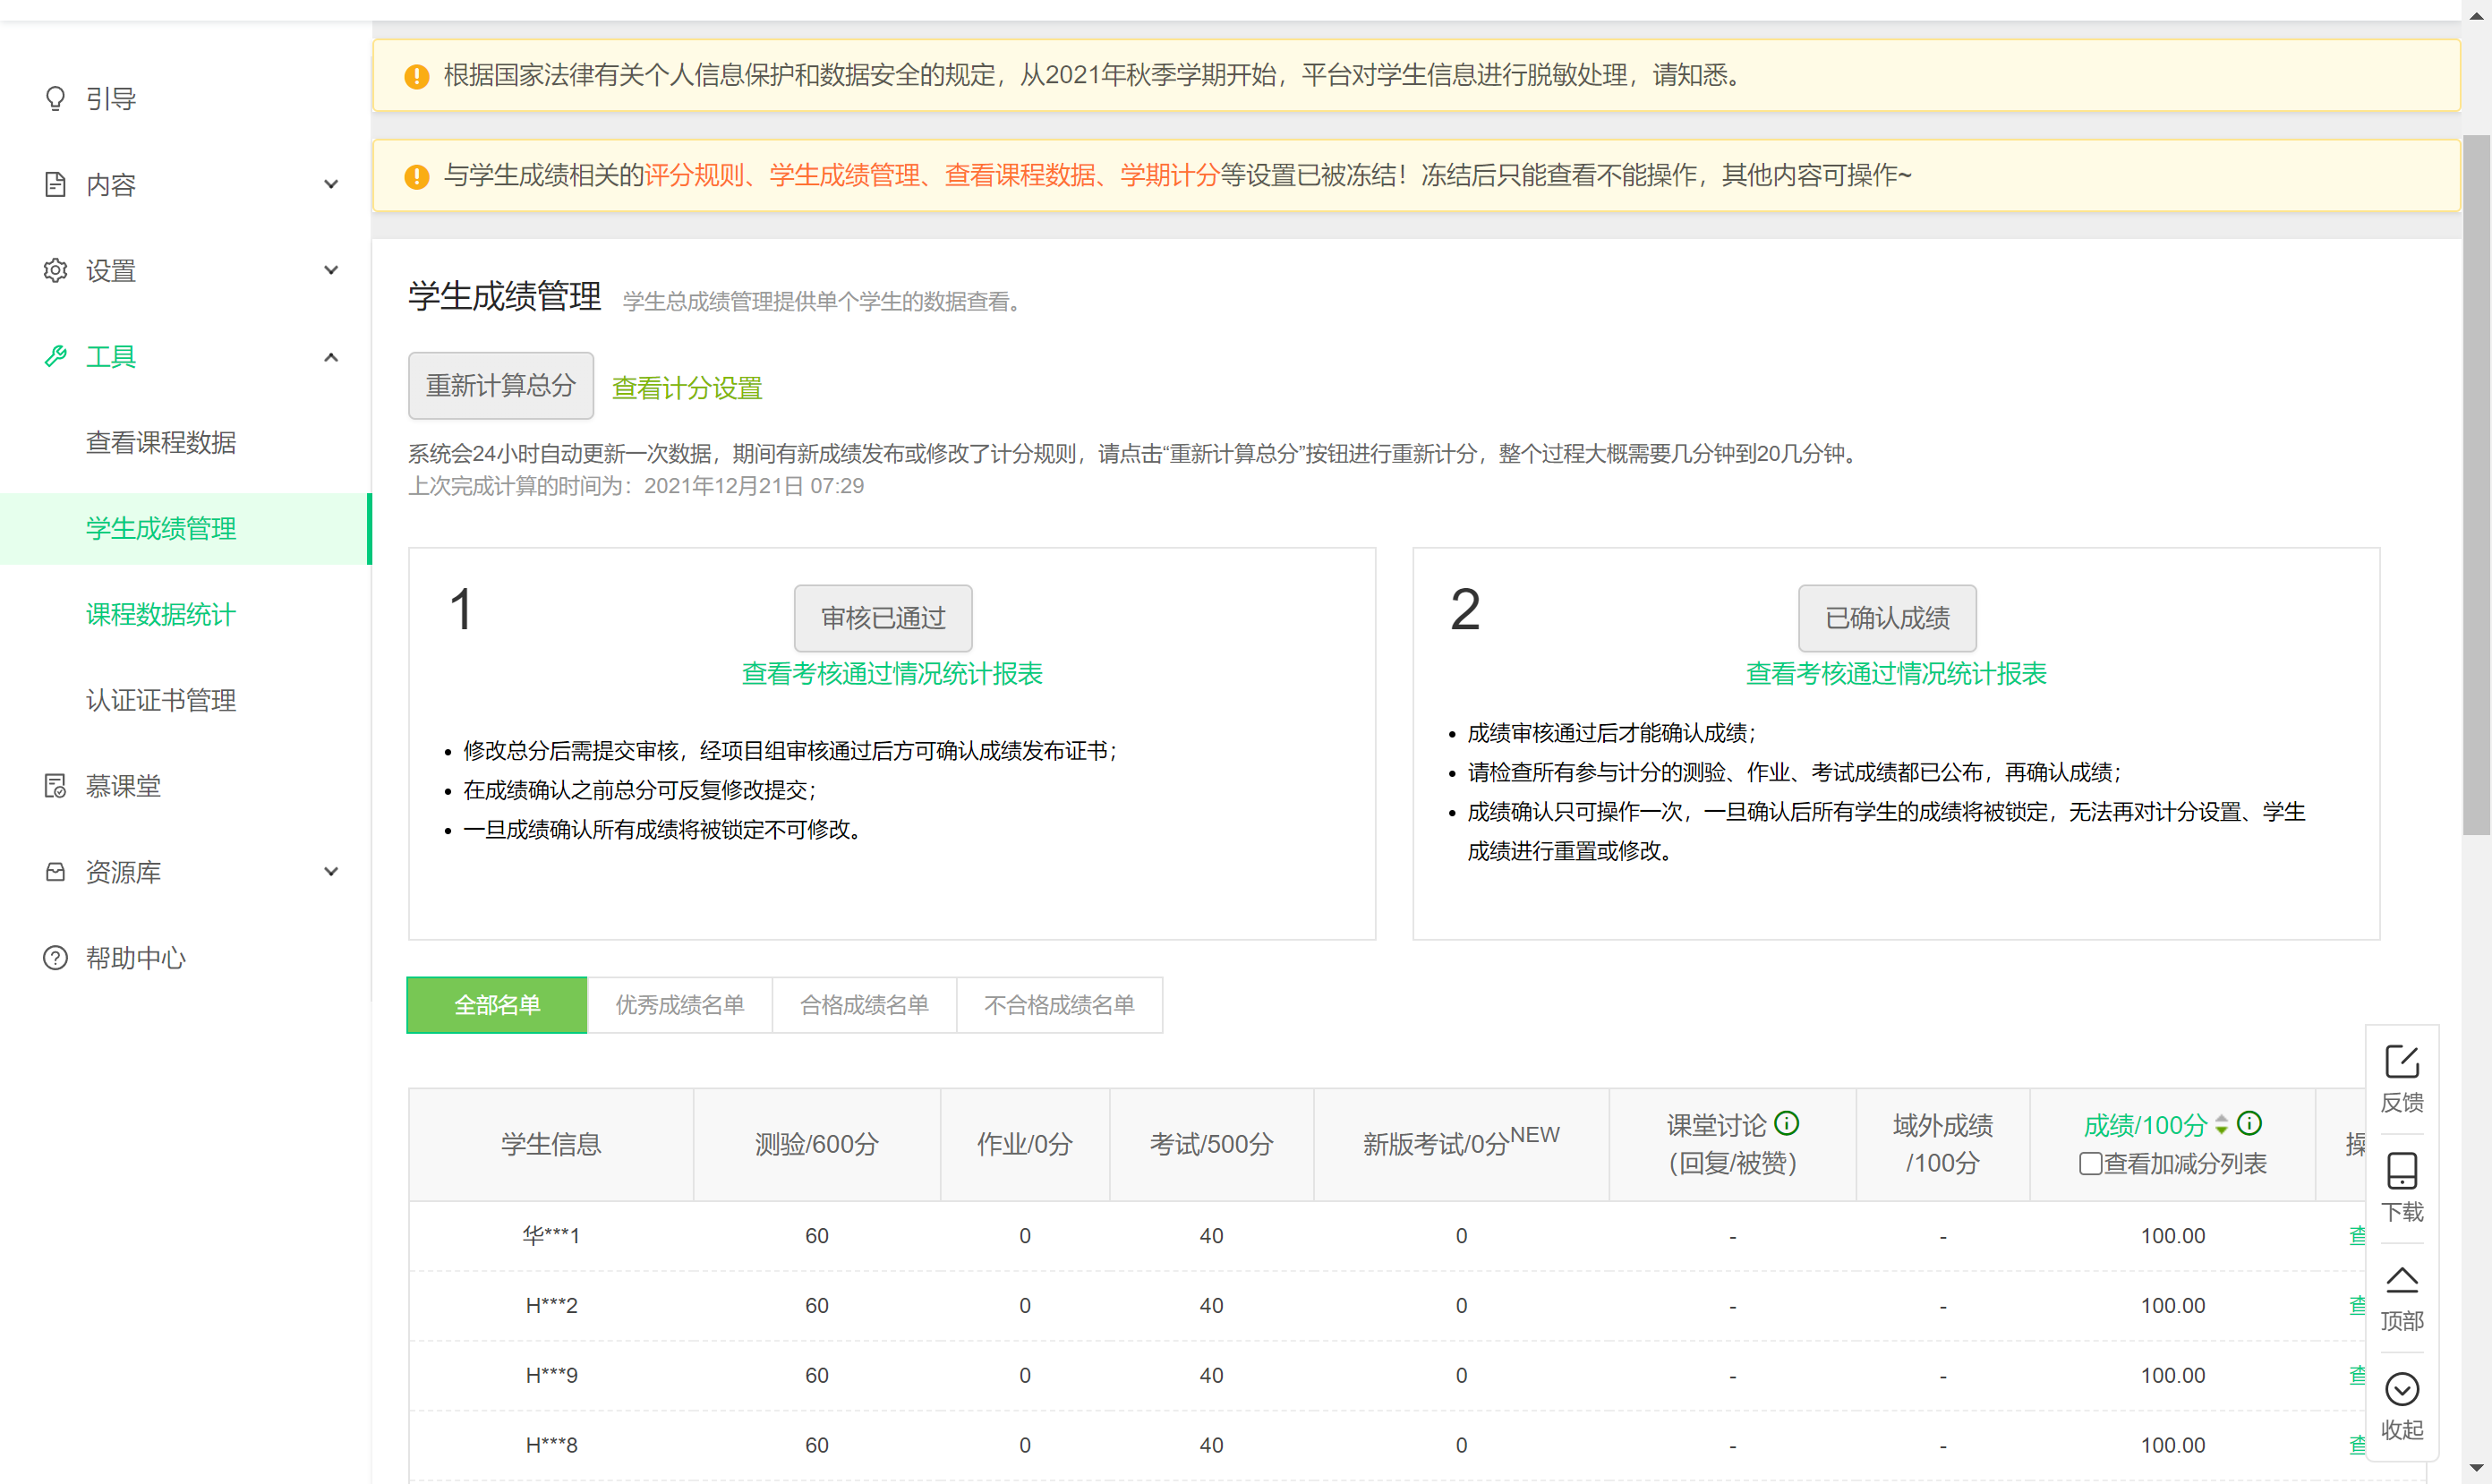 引导
内容
设置
工具
查看课程数据
学生成绩管理
课程数据统计
认证证书管理
慕课堂
资源库
帮助中心
根据国家法律有关个人信息保护和数据安全的规定，从2021年秋季学期开始，平台对学生信息进行脱敏处理，请知悉。
与学生成绩相关的评分规则、学生成绩管理、查看课程数据、学期计分等设置已被冻结！冻结后只能查看不能操作，其他内容可操作~
学生成绩管理 学生总成绩管理提供单个学生的数据查看。
重新计算总分 查看计分设置
系统会24小时自动更新一次数据，期间有新成绩发布或修改了计分规则，请点击“重新计算总分”按钮进行重新计分，整个过程大概需要几分钟到20几分钟。
上次完成计算的时间为：2021年12月21日 07:29
1
审核已通过
查看考核通过情况统计报表
• 修改总分后需提交审核，经项目组审核通过后方可确认成绩发布证书；
• 在成绩确认之前总分可反复修改提交；
• 一旦成绩确认所有成绩将被锁定不可修改。
2
已确认成绩
查看考核通过情况统计报表
• 成绩审核通过后才能确认成绩；
• 请检查所有参与计分的测验、作业、考试成绩都已公布，再确认成绩；
• 成绩确认只可操作一次，一旦确认后所有学生的成绩将被锁定，无法再对计分设置、学生
成绩进行重置或修改。
全部名单 优秀成绩名单 合格成绩名单 不合格成绩名单
学生信息 测验/600分 作业/0分 考试/500分 新版考试/0分NEW 课堂讨论 (回复/被赞) 域外成绩 /100分 成绩/100分 查看加减分列表
华***1 60 0 40 0 - - 100.00 查
H***2 60 0 40 0 - - 100.00 查
H***9 60 0 40 0 - - 100.00 查
H***8 60 0 40 0 - - 100.00 查
反馈
下载
顶部
收起